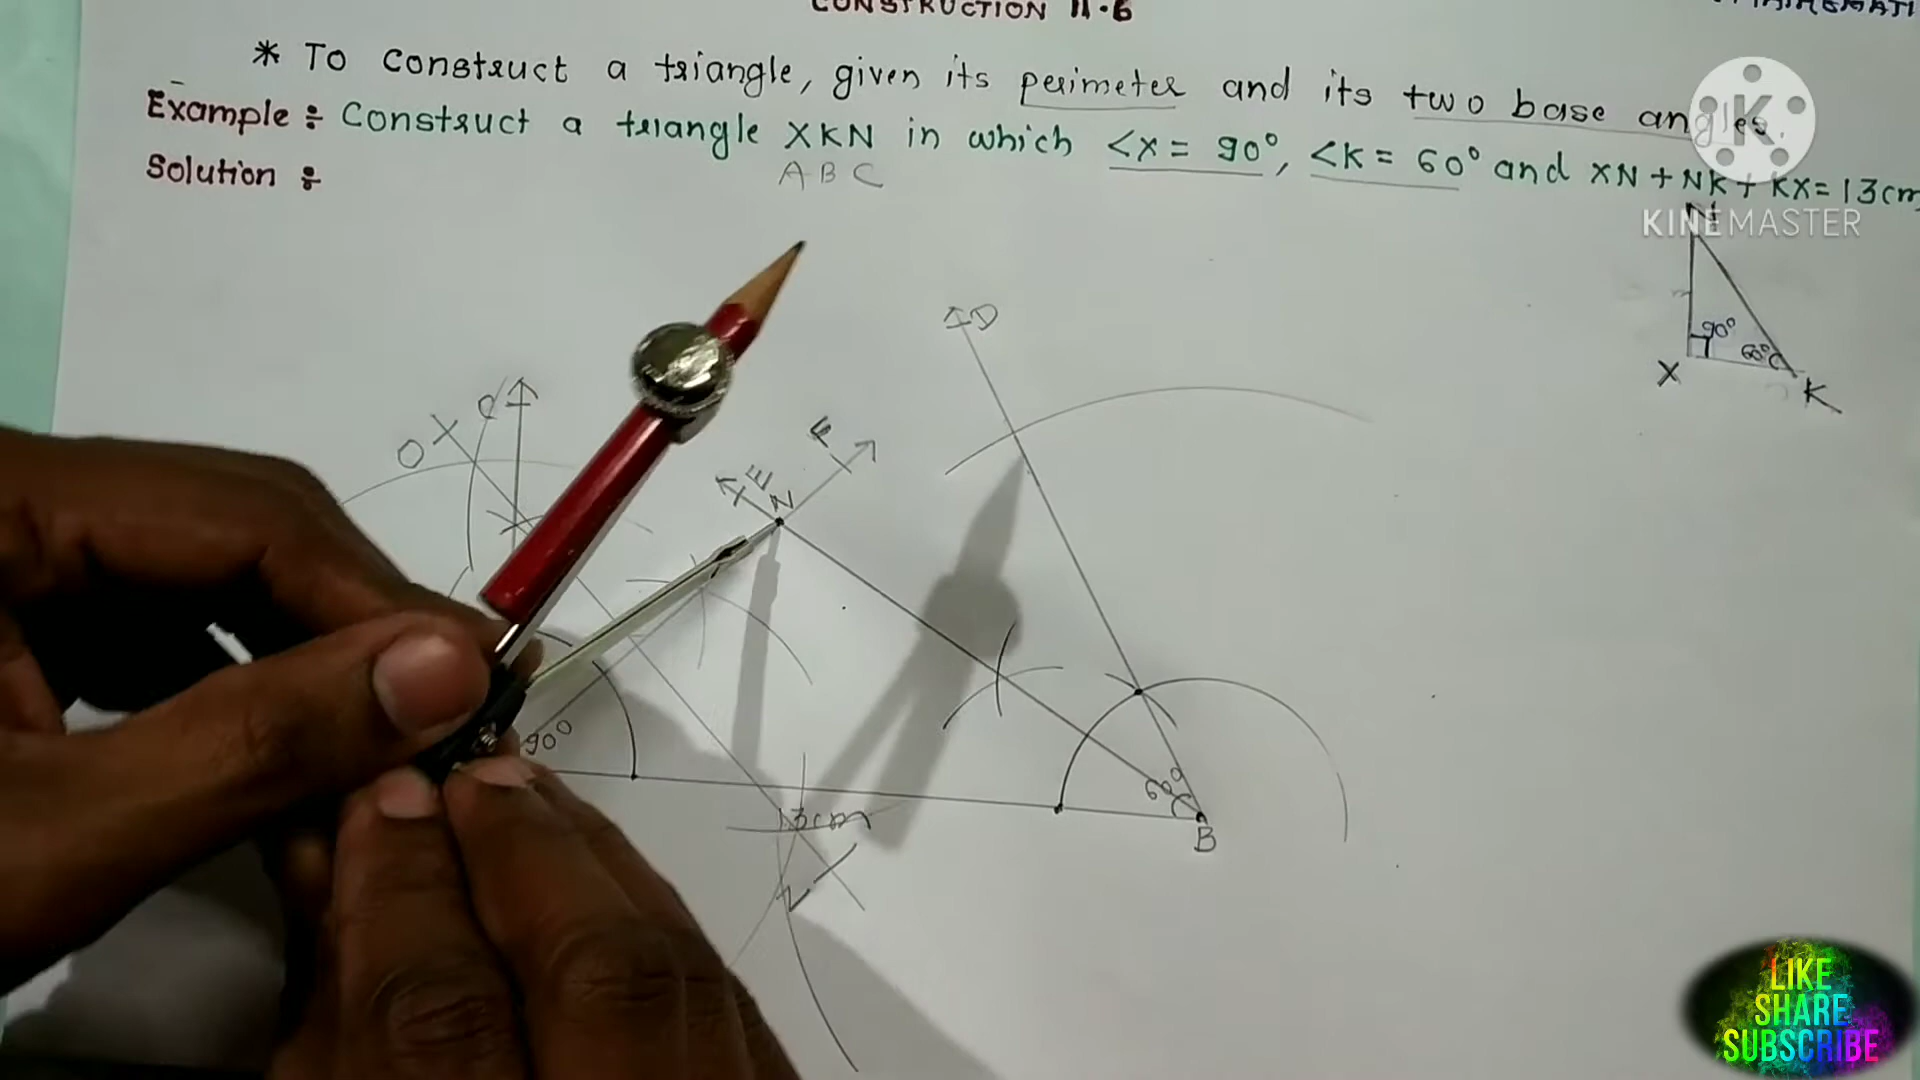 CONSTRUCTION 11.6
* To construct a triangle, given its perimeter and its two base angles.
Example ÷ Construct a triangle XKN in which <X = 90°, <K = 60° and XN + NK + KX = 13cm
A B C
Solution ÷
KINEMASTER
N
90°
60°
X
K
D
C
O
F
E
N
90°
60°
13cm
B
LIKE
SHARE
SUBSCRIBE